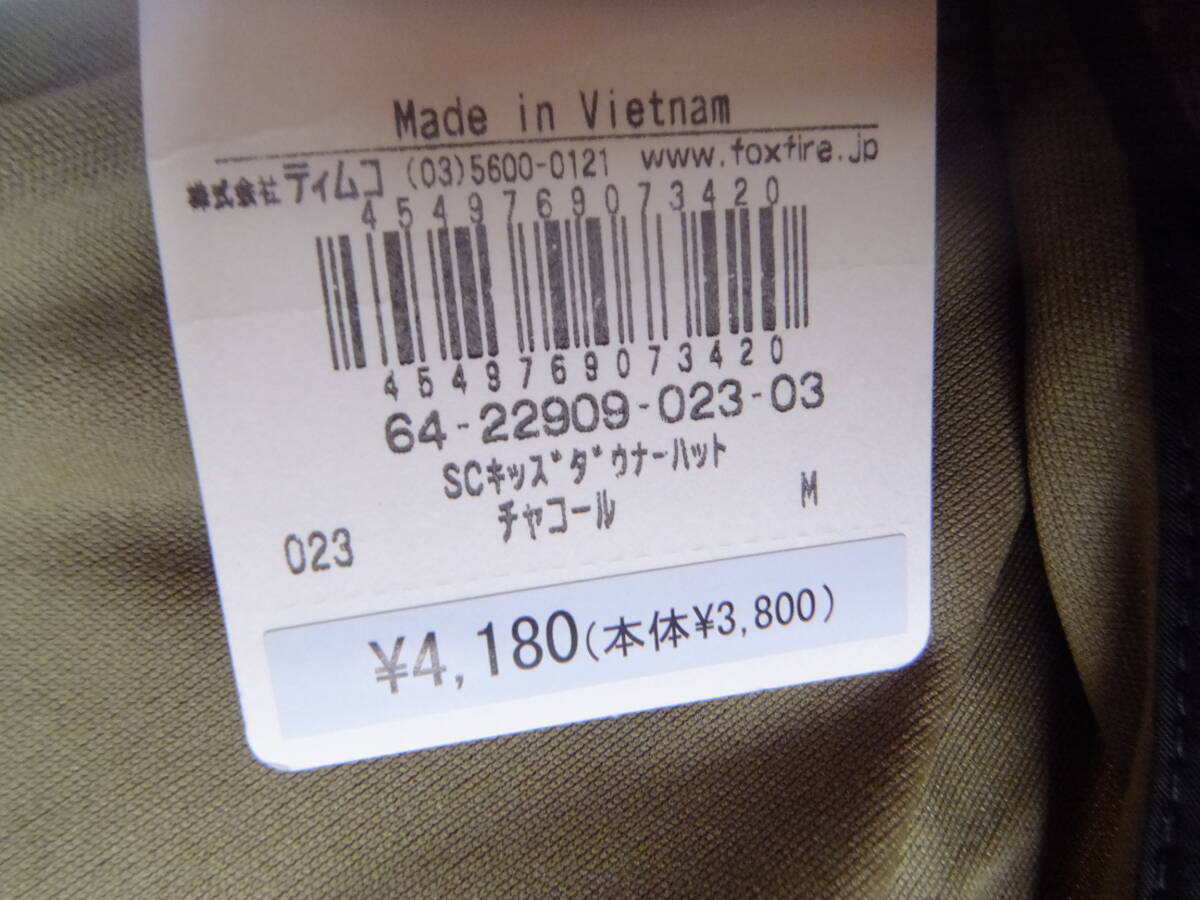 Made in Vietnam
株式会社 ティムコ (03)5600-0121 www.foxfire.jp
4549769073420
4549769073420
64-22909-023-03
SCｷｯｽﾞﾀﾞｳﾅｰﾊｯﾄ
023 ﾁｬｺｰﾙ M
¥4,180(本体¥3,800)